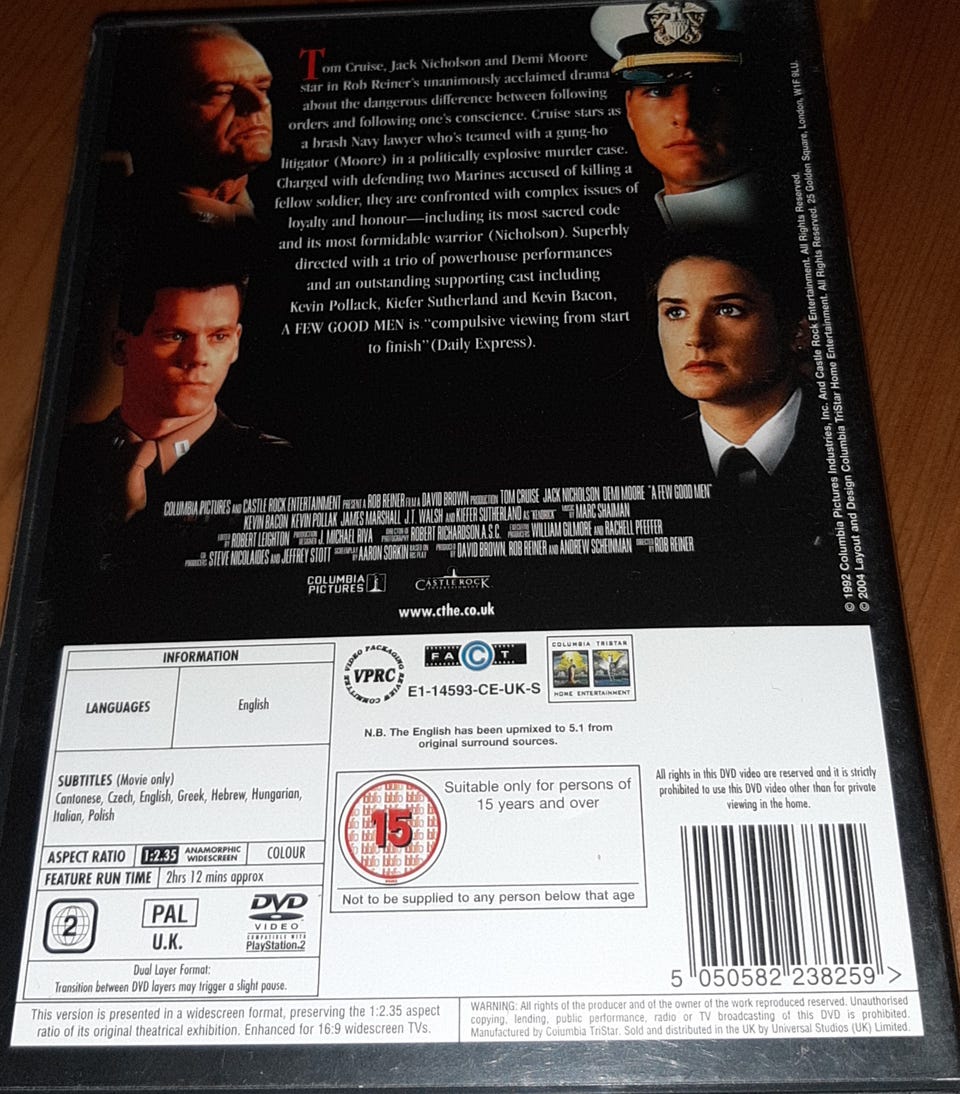 Tom Cruise, Jack Nicholson and Demi Moore
star in Rob Reiner's unanimously acclaimed drama
about the dangerous difference between following
orders and following one's conscience. Cruise stars as
a brash Navy lawyer who's teamed with a gung-ho
litigator (Moore) in a politically explosive murder case.
Charged with defending two Marines accused of killing a
fellow soldier, they are confronted with complex issues of
loyalty and honour—including its most sacred code
and its most formidable warrior (Nicholson). Superbly
directed with a trio of powerhouse performances
and an outstanding supporting cast including
Kevin Pollack, Kiefer Sutherland and Kevin Bacon,
A FEW GOOD MEN is "compulsive viewing from start
to finish" (Daily Express).
COLUMBIA PICTURES AND CASTLE ROCK ENTERTAINMENT PRESENT A ROB REINER FILM A DAVID BROWN PRODUCTION TOM CRUISE JACK NICHOLSON DEMI MOORE "A FEW GOOD MEN"
KEVIN BACON KEVIN POLLAK JAMES MARSHALL J.T. WALSH AND KIEFER SUTHERLAND AS "KENDRICK" MUSIC BY MARC SHAIMAN
EDITED BY ROBERT LEIGHTON PRODUCTION DESIGNER J. MICHAEL RIVA DIRECTOR OF PHOTOGRAPHY ROBERT RICHARDSON A.S.C. EXECUTIVE PRODUCERS WILLIAM GILMORE AND RACHELL PFEFFER
CO-PRODUCERS STEVE NICOLAIDES AND JEFFREY STOTT SCREENPLAY BY AARON SORKIN BASED ON HIS PLAY PRODUCED BY DAVID BROWN, ROB REINER AND ANDREW SCHEINMAN DIRECTED BY ROB REINER
COLUMBIA
PICTURES
CASTLE ROCK
ENTERTAINMENT
www.cthe.co.uk
© 1992 Columbia Pictures Industries, Inc. And Castle Rock Entertainment. All Rights Reserved.
© 2004 Layout and Design Columbia TriStar Home Entertainment. All Rights Reserved. 25 Golden Square, London, W1F 9LU.
INFORMATION
LANGUAGES
English
SUBTITLES (Movie only)
Cantonese, Czech, English, Greek, Hebrew, Hungarian,
Italian, Polish
ASPECT RATIO 1:2.35 ANAMORPHIC WIDESCREEN COLOUR
FEATURE RUN TIME 2hrs 12 mins approx
2
PAL
U.K.
DVD
VIDEO
COMPATIBLE WITH
PlayStation.2
Dual Layer Format:
Transition between DVD layers may trigger a slight pause.
VIDEO PACKAGING REVIEW COMMITTEE
VPRC
FACT
E1-14593-CE-UK-S
COLUMBIA TRISTAR
HOME ENTERTAINMENT
N.B. The English has been upmixed to 5.1 from
original surround sources.
bbfc
15
Suitable only for persons of
15 years and over
Not to be supplied to any person below that age
All rights in this DVD video are reserved and it is strictly
prohibited to use this DVD video other than for private
viewing in the home.
5 050582 238259 >
This version is presented in a widescreen format, preserving the 1:2.35 aspect
ratio of its original theatrical exhibition. Enhanced for 16:9 widescreen TVs.
WARNING: All rights of the producer and of the owner of the work reproduced reserved. Unauthorised
copying, lending, public performance, radio or TV broadcasting of this DVD is prohibited.
Manufactured by Columbia TriStar. Sold and distributed in the UK by Universal Studios (UK) Limited.